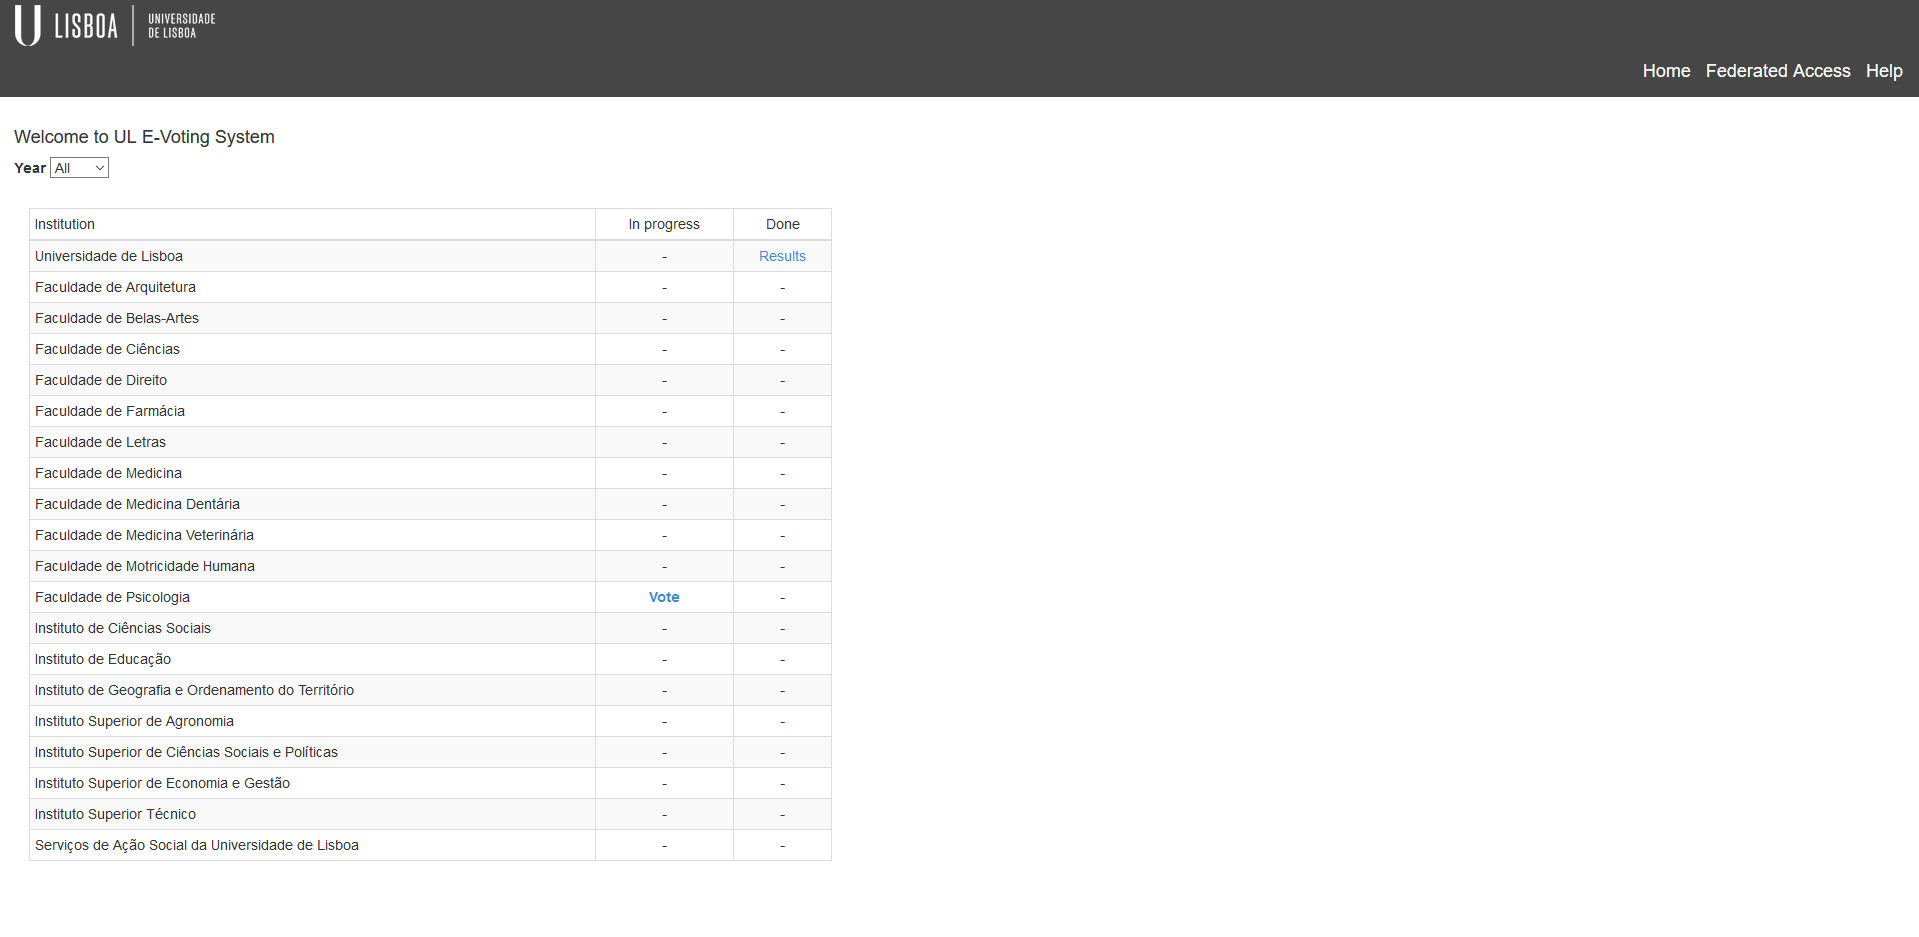 U LISBOA | UNIVERSIDADE
DE LISBOA
Home Federated Access Help
Welcome to UL E-Voting System
Year All
Institution In progress Done
Universidade de Lisboa - Results
Faculdade de Arquitetura - -
Faculdade de Belas-Artes - -
Faculdade de Ciências - -
Faculdade de Direito - -
Faculdade de Farmácia - -
Faculdade de Letras - -
Faculdade de Medicina - -
Faculdade de Medicina Dentária - -
Faculdade de Medicina Veterinária - -
Faculdade de Motricidade Humana - -
Faculdade de Psicologia Vote -
Instituto de Ciências Sociais - -
Instituto de Educação - -
Instituto de Geografia e Ordenamento do Território - -
Instituto Superior de Agronomia - -
Instituto Superior de Ciências Sociais e Políticas - -
Instituto Superior de Economia e Gestão - -
Instituto Superior Técnico - -
Serviços de Ação Social da Universidade de Lisboa - -